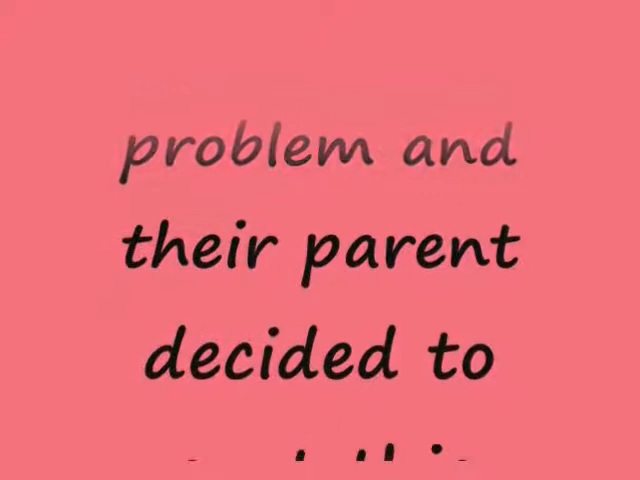 problem and
their parent
decided to